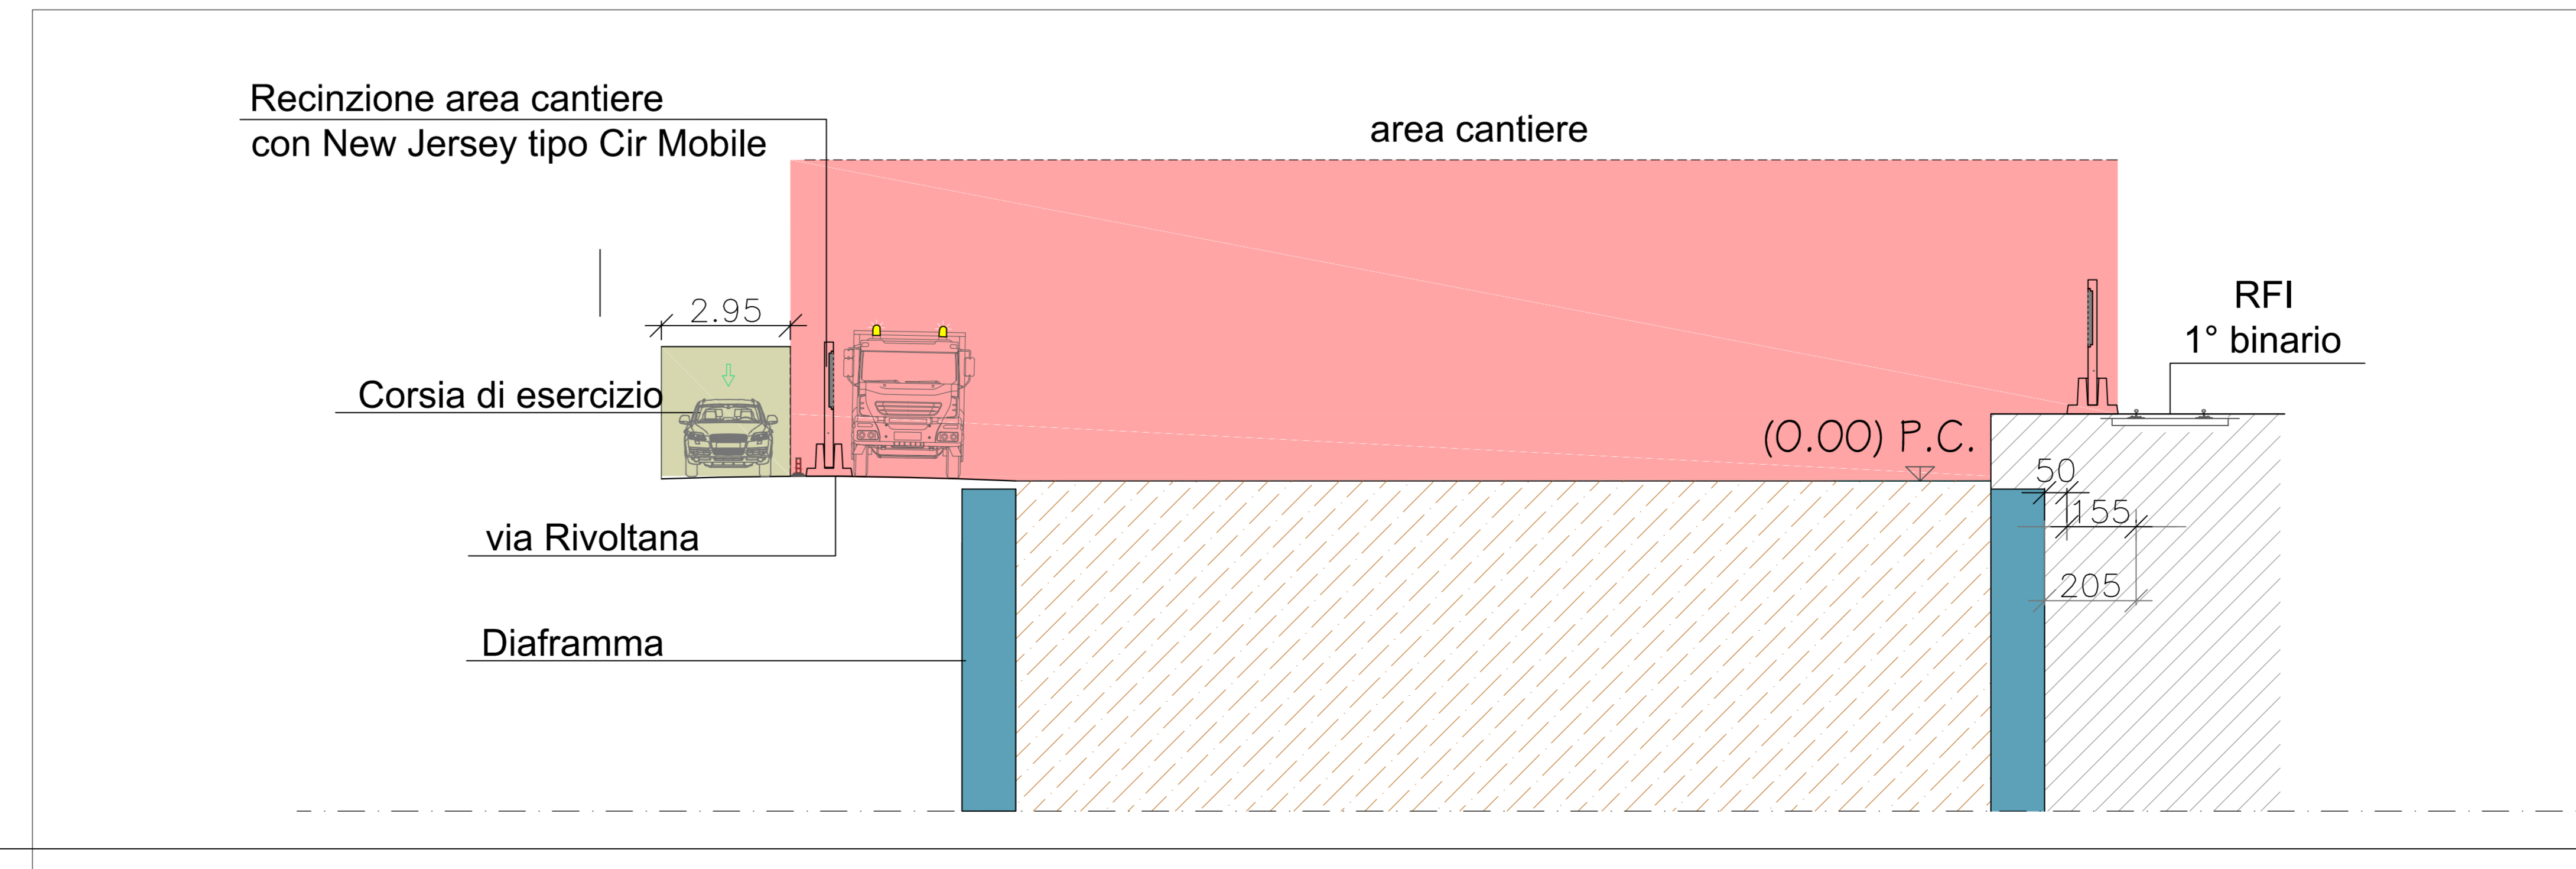 Recinzione area cantiere
con New Jersey tipo Cir Mobile
area cantiere
2.95
RFI
1° binario
Corsia di esercizio
(0.00) P.C.
50
155
via Rivoltana
205
Diaframma